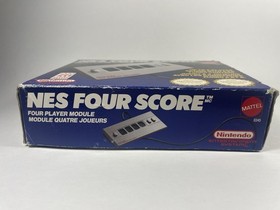 NES FOUR SCORE™
FOUR PLAYER MODULE
MODULE QUATRE JOUEURS
MATTEL
Nintendo